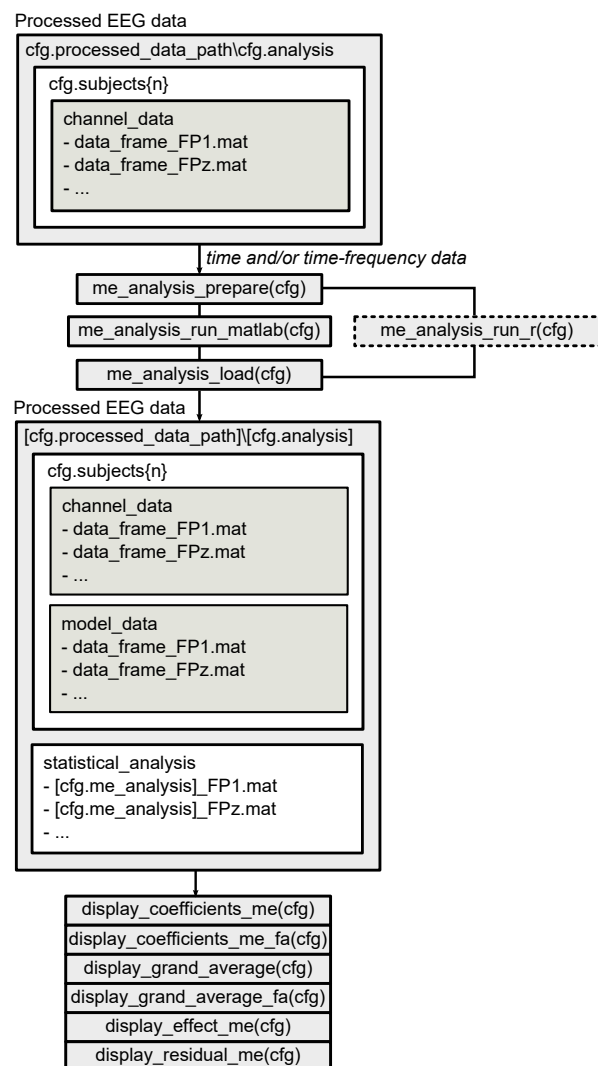 Processed EEG data
cfg.processed_data_path\cfg.analysis
cfg.subjects{n}
channel_data
- data_frame_FP1.mat
- data_frame_FPz.mat
- ...
time and/or time-frequency data
me_analysis_prepare(cfg)
me_analysis_run_matlab(cfg)
me_analysis_run_r(cfg)
me_analysis_load(cfg)
Processed EEG data
[cfg.processed_data_path]\[cfg.analysis]
cfg.subjects{n}
channel_data
- data_frame_FP1.mat
- data_frame_FPz.mat
- ...
model_data
- data_frame_FP1.mat
- data_frame_FPz.mat
- ...
statistical_analysis
- [cfg.me_analysis]_FP1.mat
- [cfg.me_analysis]_FPz.mat
- ...
display_coefficients_me(cfg)
display_coefficients_me_fa(cfg)
display_grand_average(cfg)
display_grand_average_fa(cfg)
display_effect_me(cfg)
display_residual_me(cfg)